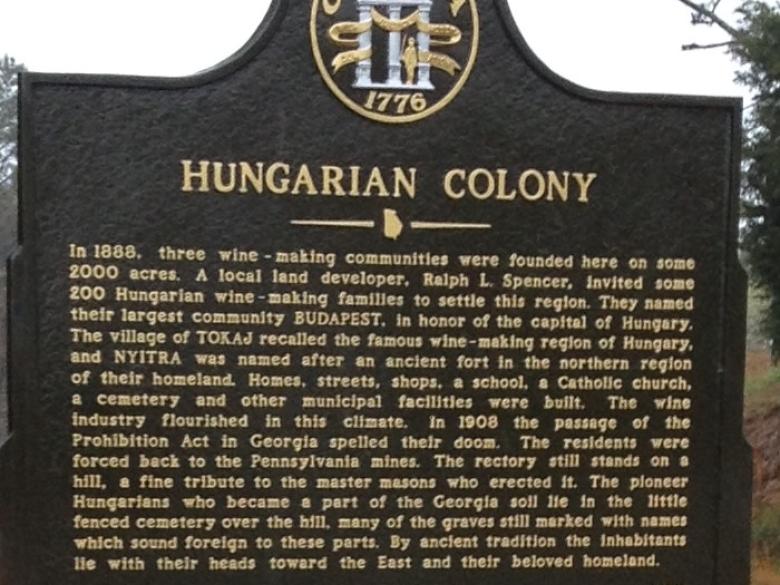 1776
HUNGARIAN COLONY
In 1888, three wine-making communities were founded here on some
2000 acres. A local land developer, Ralph L. Spencer, invited some
200 Hungarian wine-making families to settle this region. They named
their largest community BUDAPEST, in honor of the capital of Hungary.
The village of TOKAJ recalled the famous wine-making region of Hungary,
and NYITRA was named after an ancient fort in the northern region
of their homeland. Homes, streets, shops, a school, a Catholic church,
a cemetery and other municipal facilities were built. The wine
industry flourished in this climate. In 1908 the passage of the
Prohibition Act in Georgia spelled their doom. The residents were
forced back to the Pennsylvania mines. The rectory still stands on a
hill, a fine tribute to the master masons who erected it. The pioneer
Hungarians who became a part of the Georgia soil lie in the little
fenced cemetery over the hill, many of the graves still marked with names
which sound foreign to these parts. By ancient tradition the inhabitants
lie with their heads toward the East and their beloved homeland.